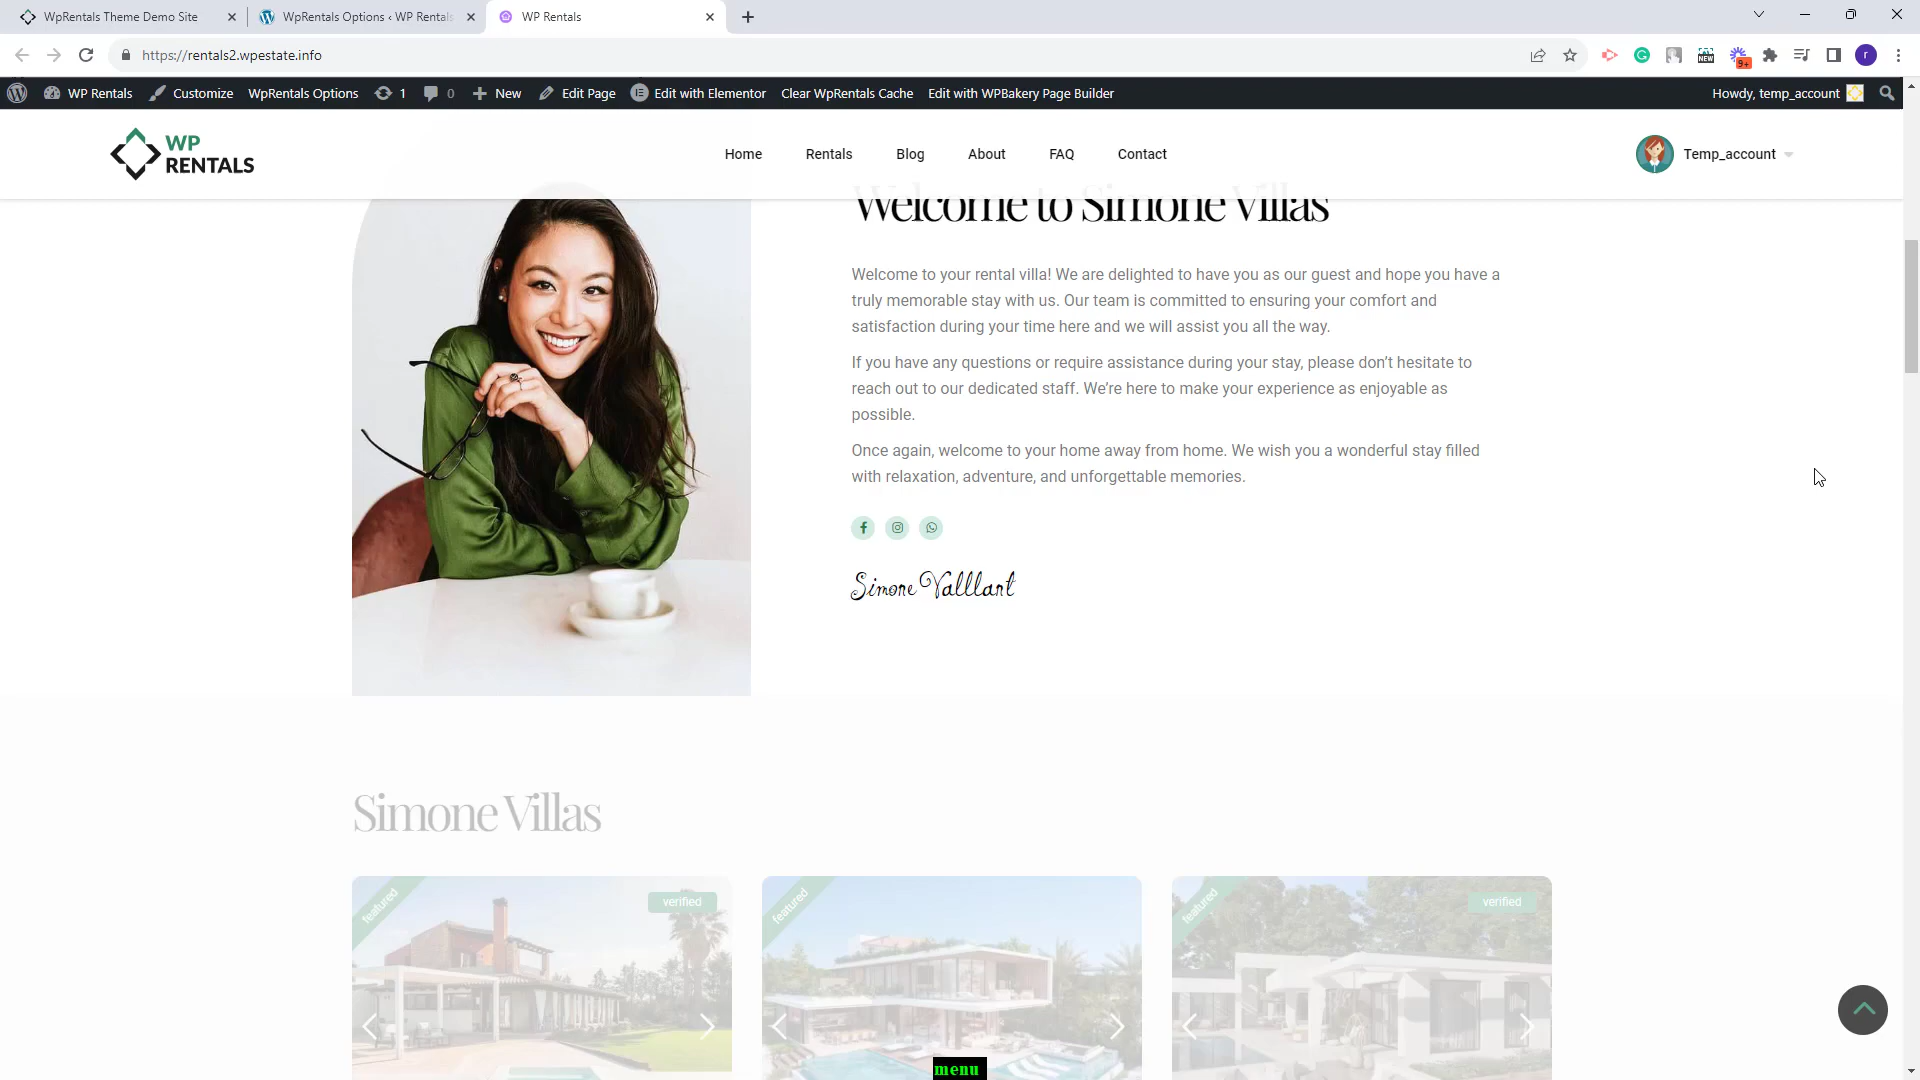 WpRentals Theme Demo Site
WpRentals Options ‹ WP Rentals
WP Rentals
https://rentals2.wpestate.info
NEW
9+
r
WP Rentals
Customize
WpRentals Options
1
0
New
Edit Page
Edit with Elementor
Clear WpRentals Cache
Edit with WPBakery Page Builder
Howdy, temp_account
WP
RENTALS
Home
Rentals
Blog
About
FAQ
Contact
Temp_account
Welcome to Simone Villas
Welcome to your rental villa! We are delighted to have you as our guest and hope you have a
truly memorable stay with us. Our team is committed to ensuring your comfort and
satisfaction during your time here and we will assist you all the way.
If you have any questions or require assistance during your stay, please don’t hesitate to
reach out to our dedicated staff. We’re here to make your experience as enjoyable as
possible.
Once again, welcome to your home away from home. We wish you a wonderful stay filled
with relaxation, adventure, and unforgettable memories.
Simone Valllant
Simone Villas
featured
verified
featured
featured
verified
menu